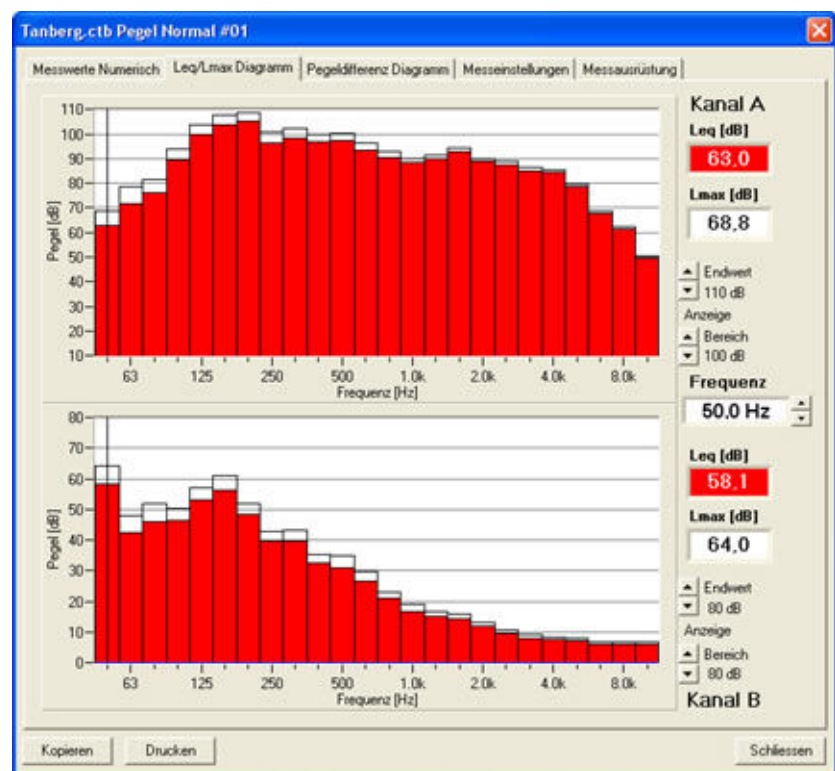 Tanberg.ctb Pegel Normal #01
Messwerte Numerisch Leq/Lmax Diagramm Pegeldifferenz Diagramm Messeinstellungen Messausrüstung
Kanal A
Leq [dB]
63,0
Lmax [dB]
68,8
Endwert
110 dB
Anzeige
Bereich
100 dB
Pegel [dB]
110
100
90
80
70
60
50
40
30
20
10
63 125 250 500 1.0k 2.0k 4.0k 8.0k
Frequenz [Hz]
Frequenz
50,0 Hz
Pegel [dB]
80
70
60
50
40
30
20
10
0
63 125 250 500 1.0k 2.0k 4.0k 8.0k
Frequenz [Hz]
Leq [dB]
58,1
Lmax [dB]
64,0
Endwert
80 dB
Anzeige
Bereich
80 dB
Kanal B
Kopieren Drucken Schliessen